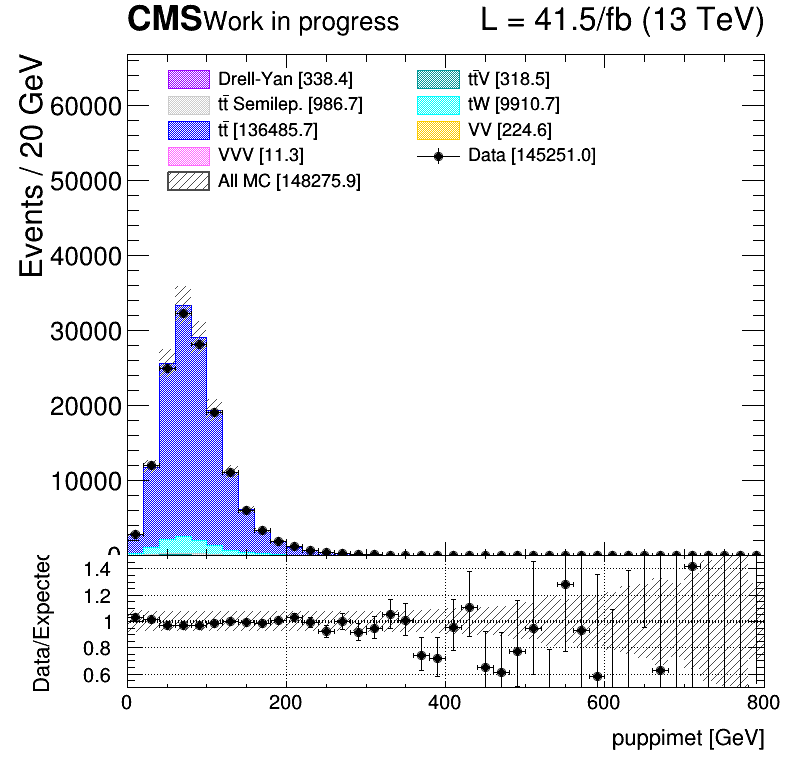 CMS Work in progress L = 41.5/fb (13 TeV)
Events / 20 GeV
Drell-Yan [338.4] tt̄V [318.5]
tt̄ Semilep. [986.7] tW [9910.7]
tt̄ [136485.7] VV [224.6]
VVV [11.3] Data [145251.0]
All MC [148275.9]
60000
50000
40000
30000
20000
10000
0
Data/Expected
1.4
1.2
1
0.8
0.6
0 200 400 600 800
puppimet [GeV]